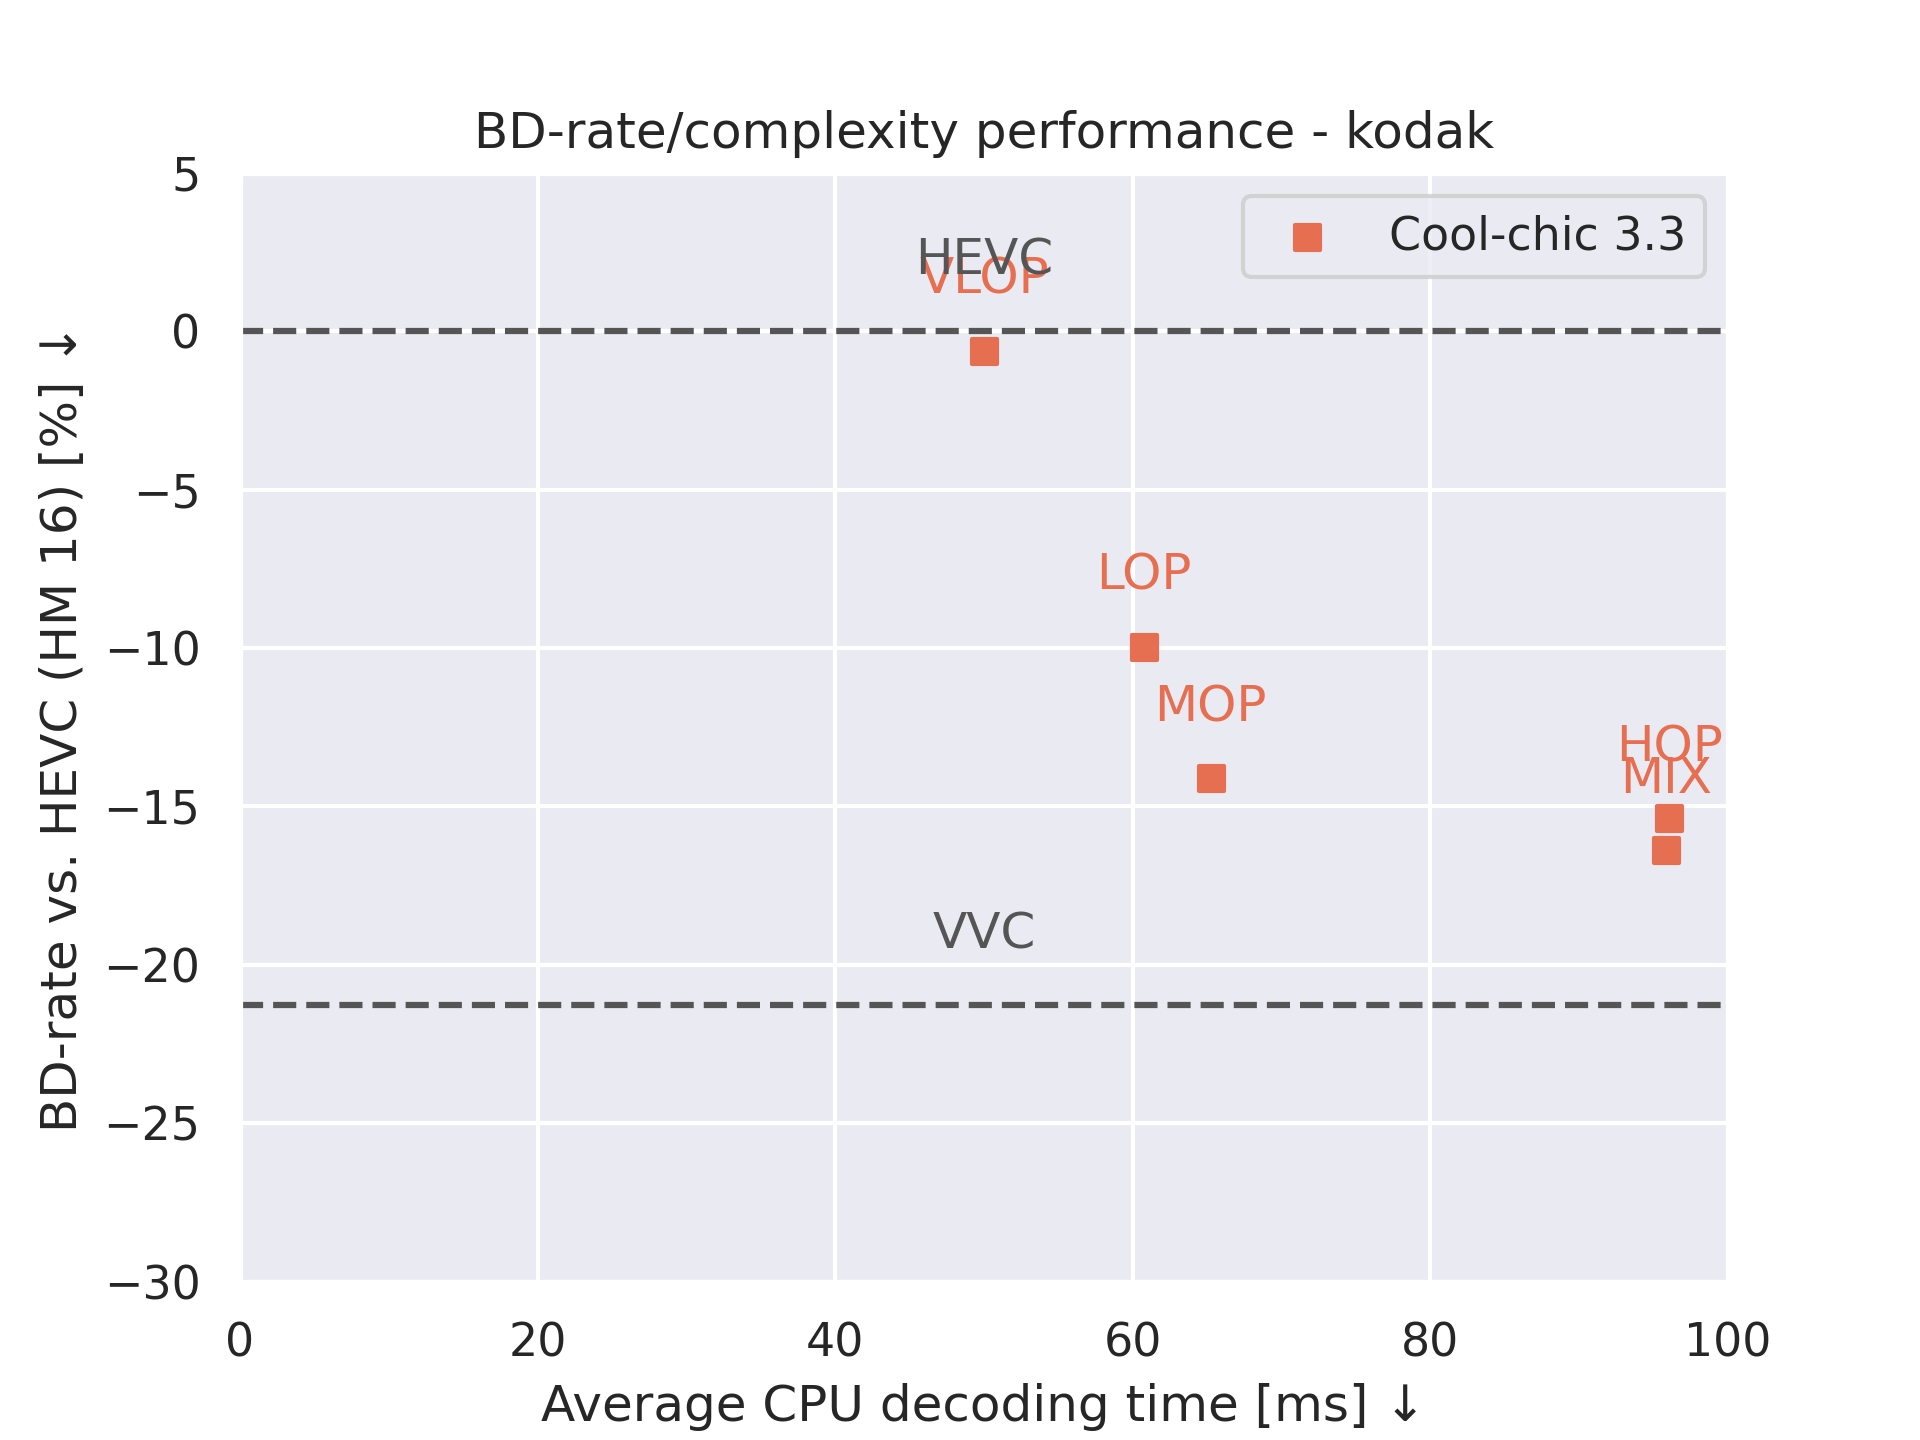 BD-rate/complexity performance - kodak
5
HEVC
VLOP
Cool-chic 3.3
0
−5
LOP
−10
MOP
HOP
MIX
−15
VVC
−20
−25
−30
0 20 40 60 80 100
Average CPU decoding time [ms] ↓
BD-rate vs. HEVC (HM 16) [%] ↓